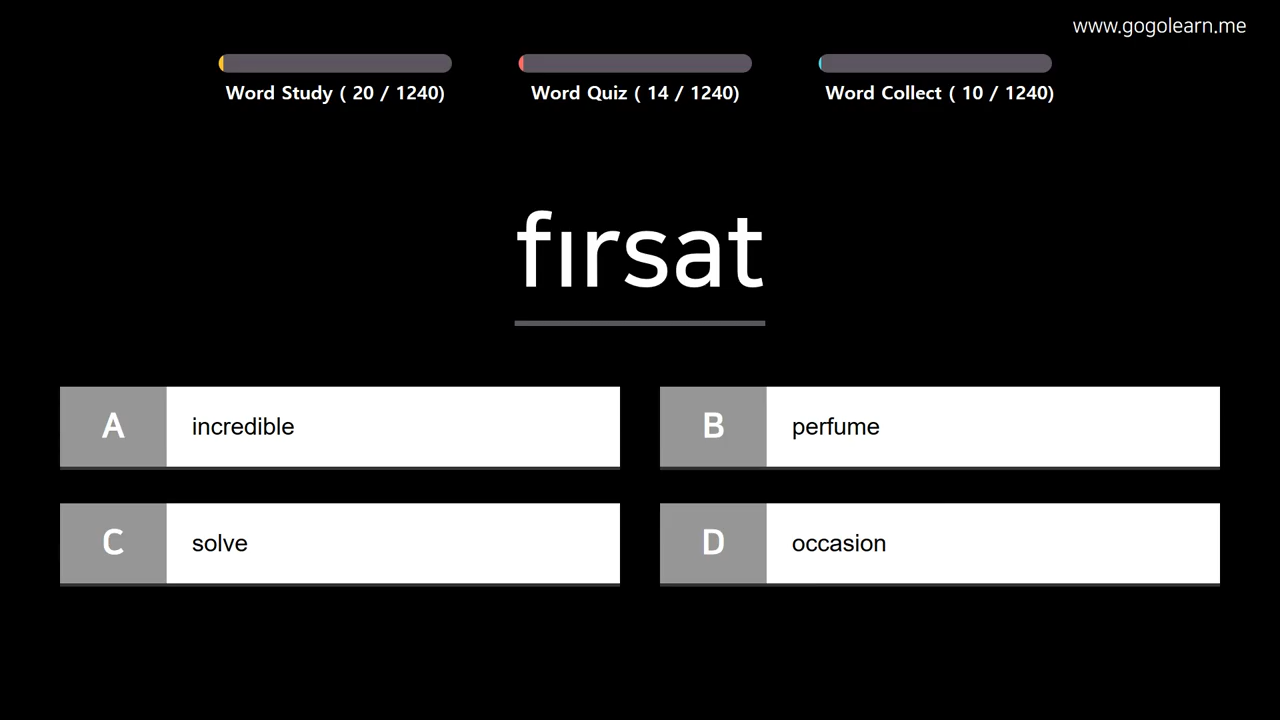 www.gogolearn.me
Word Study ( 20 / 1240)
Word Quiz ( 14 / 1240)
Word Collect ( 10 / 1240)
fırsat
A incredible
B perfume
C solve
D occasion